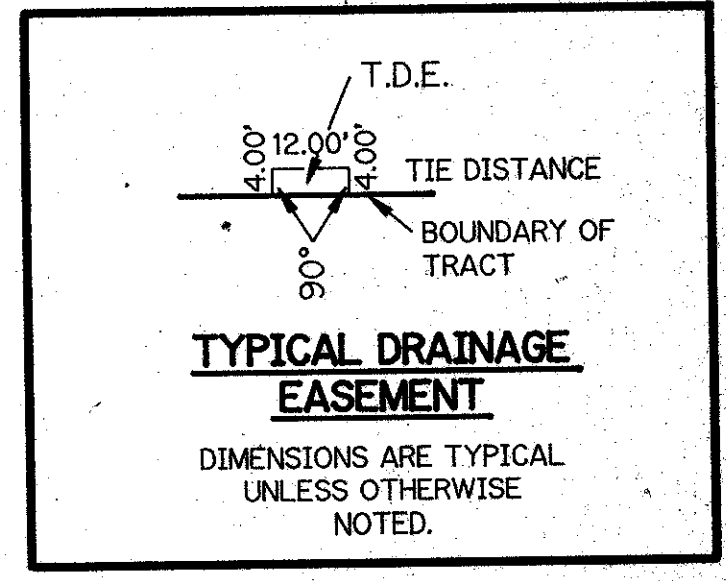 T.D.E.
4.00' 12.00' 4.00'
TIE DISTANCE
BOUNDARY OF
TRACT
90°
TYPICAL DRAINAGE
EASEMENT
DIMENSIONS ARE TYPICAL
UNLESS OTHERWISE
NOTED.